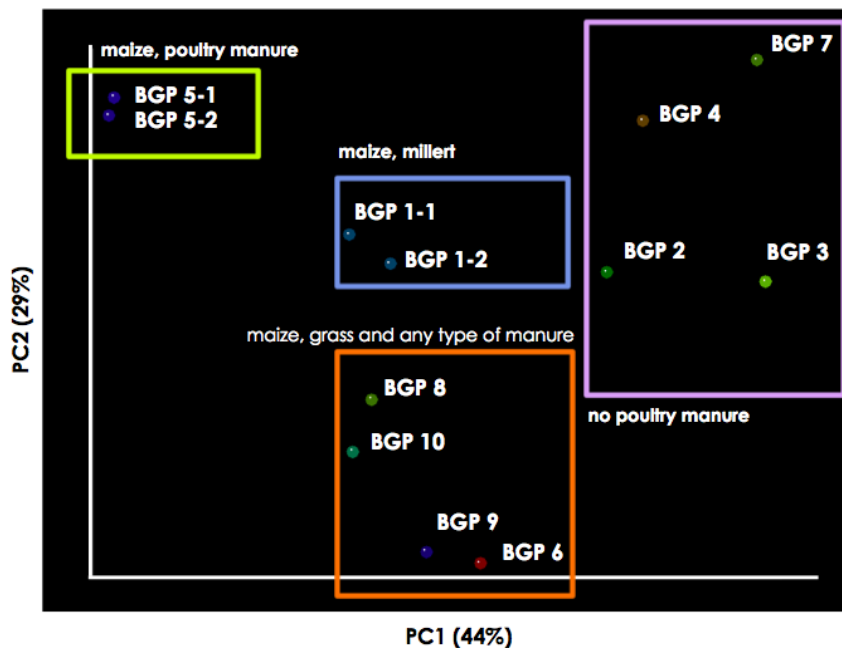 maize, poultry manure
BGP 5-1
BGP 5-2
BGP 7
BGP 4
maize, millert
BGP 1-1
BGP 1-2
BGP 2
BGP 3
PC2 (29%)
maize, grass and any type of manure
BGP 8
BGP 10
BGP 9
BGP 6
no poultry manure
PC1 (44%)